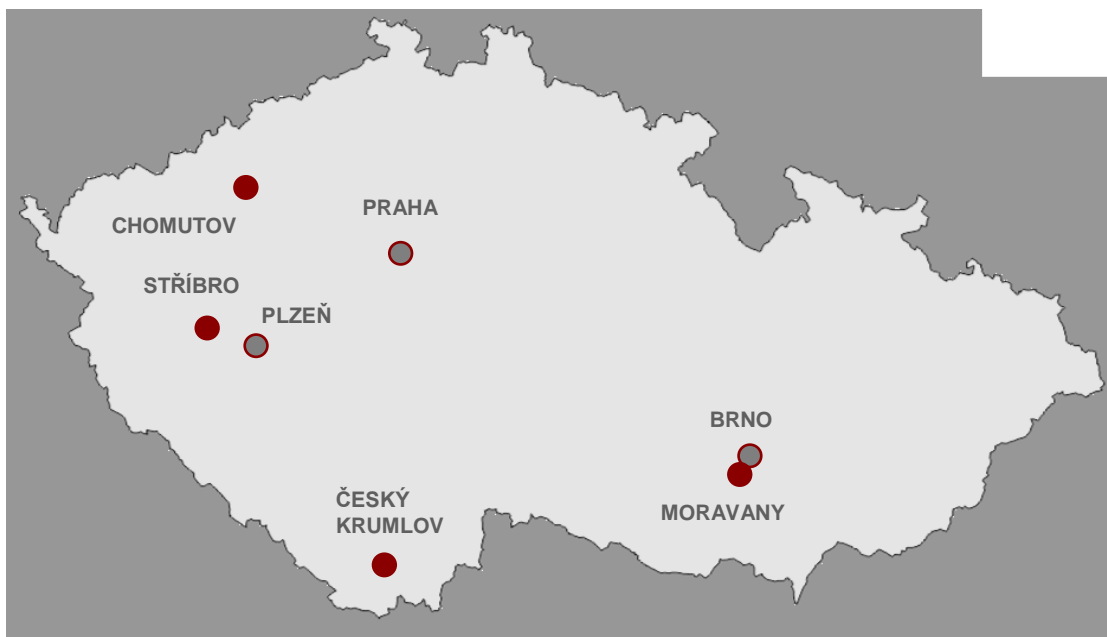 PRAHA
CHOMUTOV
STŘÍBRO
PLZEŇ
BRNO
ČESKÝ
KRUMLOV
MORAVANY